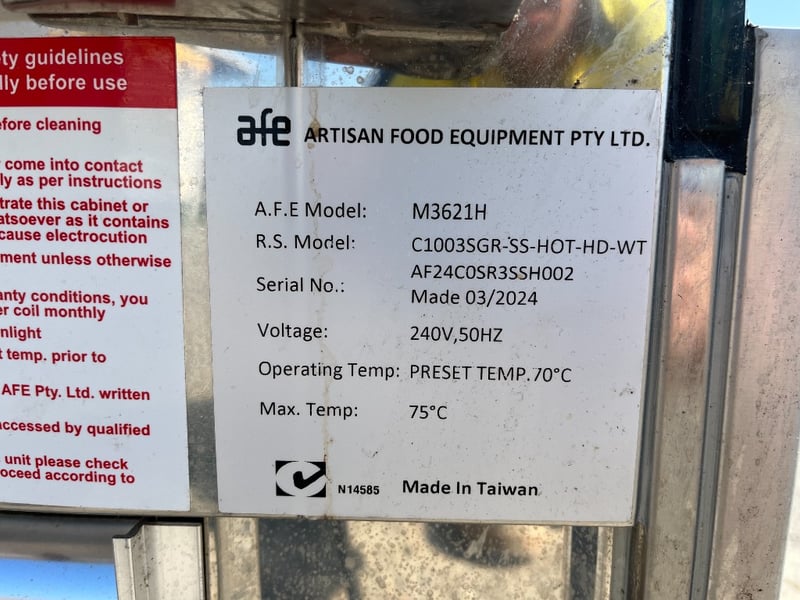 ty guidelines
lly before use
efore cleaning
come into contact
ly as per instructions
trate this cabinet or
atsoever as it contains
cause electrocution
ment unless otherwise
anty conditions, you
er coil monthly
nlight
t temp. prior to
AFE Pty. Ltd. written
accessed by qualified
unit please check
oceed according to
afe ARTISAN FOOD EQUIPMENT PTY LTD.
A.F.E Model: M3621H
R.S. Model: C1003SGR-SS-HOT-HD-WT
Serial No.: AF24C0SR3SSH002
Made 03/2024
Voltage: 240V,50HZ
Operating Temp: PRESET TEMP.70°C
Max. Temp: 75°C
N14585 Made In Taiwan